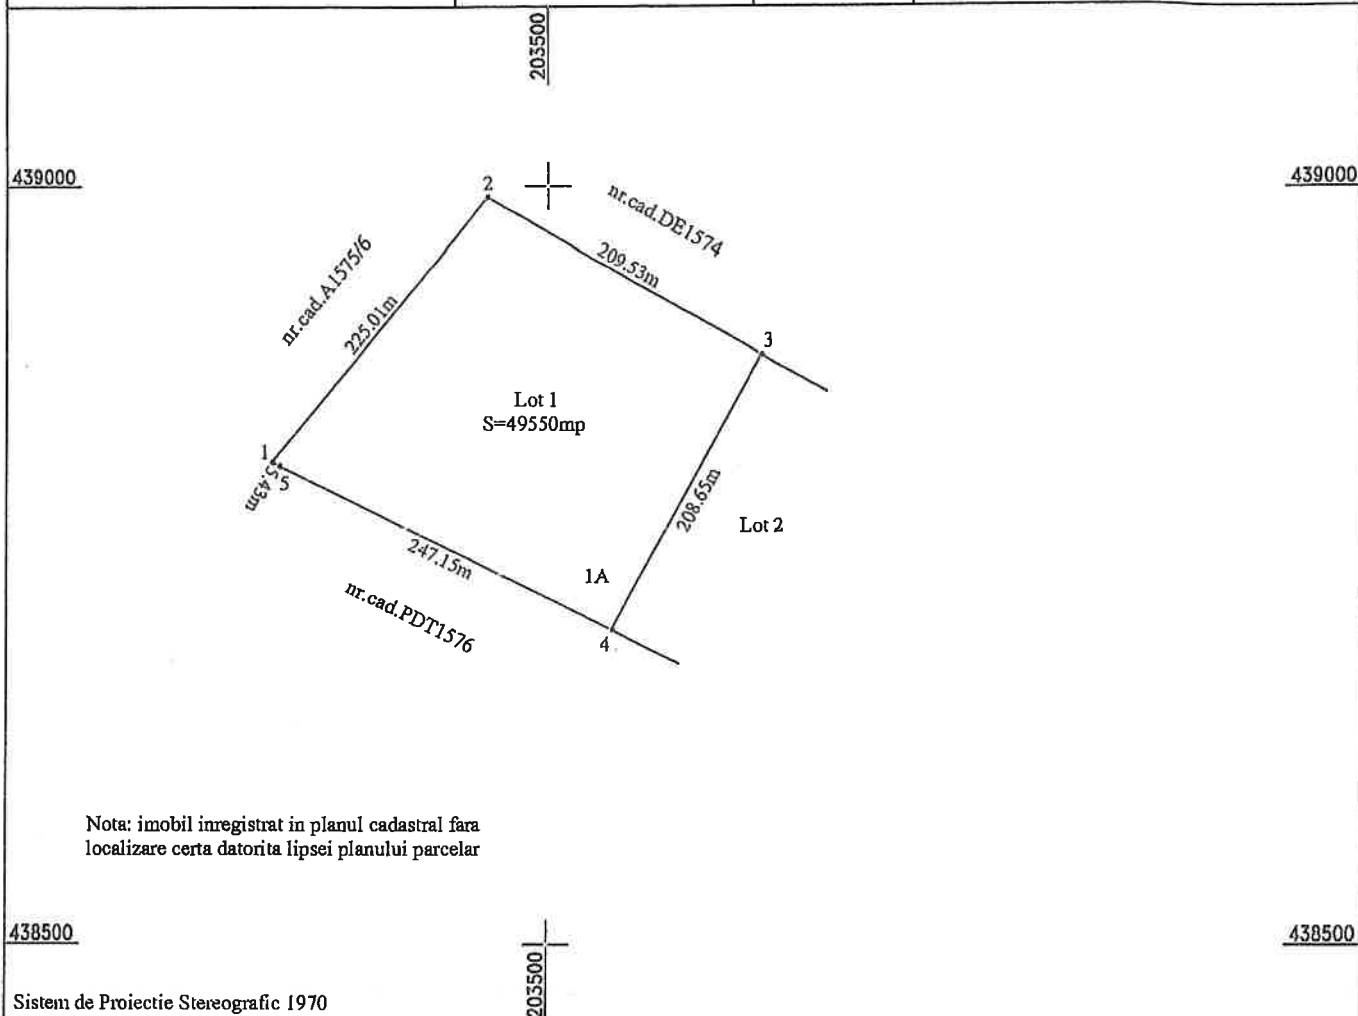 203500
439000
439000
2
nr.cad.DE1574
209.53m
nr.cad.A1575/6
225.01m
3
Lot 1
S=49550mp
1
5
5.43m
208.65m
Lot 2
247.15m
1A
nr.cad.PDT1576
4
Nota: imobil inregistrat in planul cadastral fara
localizare certa datorita lipsei planului parcelar
438500
438500
203500
Sistem de Proiectie Stereografic 1970